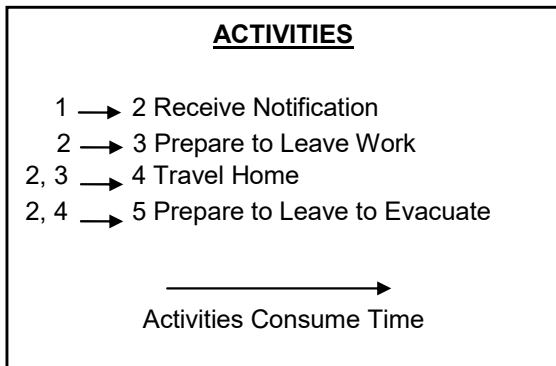 ACTIVITIES
1 → 2 Receive Notification
2 → 3 Prepare to Leave Work
2, 3 → 4 Travel Home
2, 4 → 5 Prepare to Leave to Evacuate
Activities Consume Time